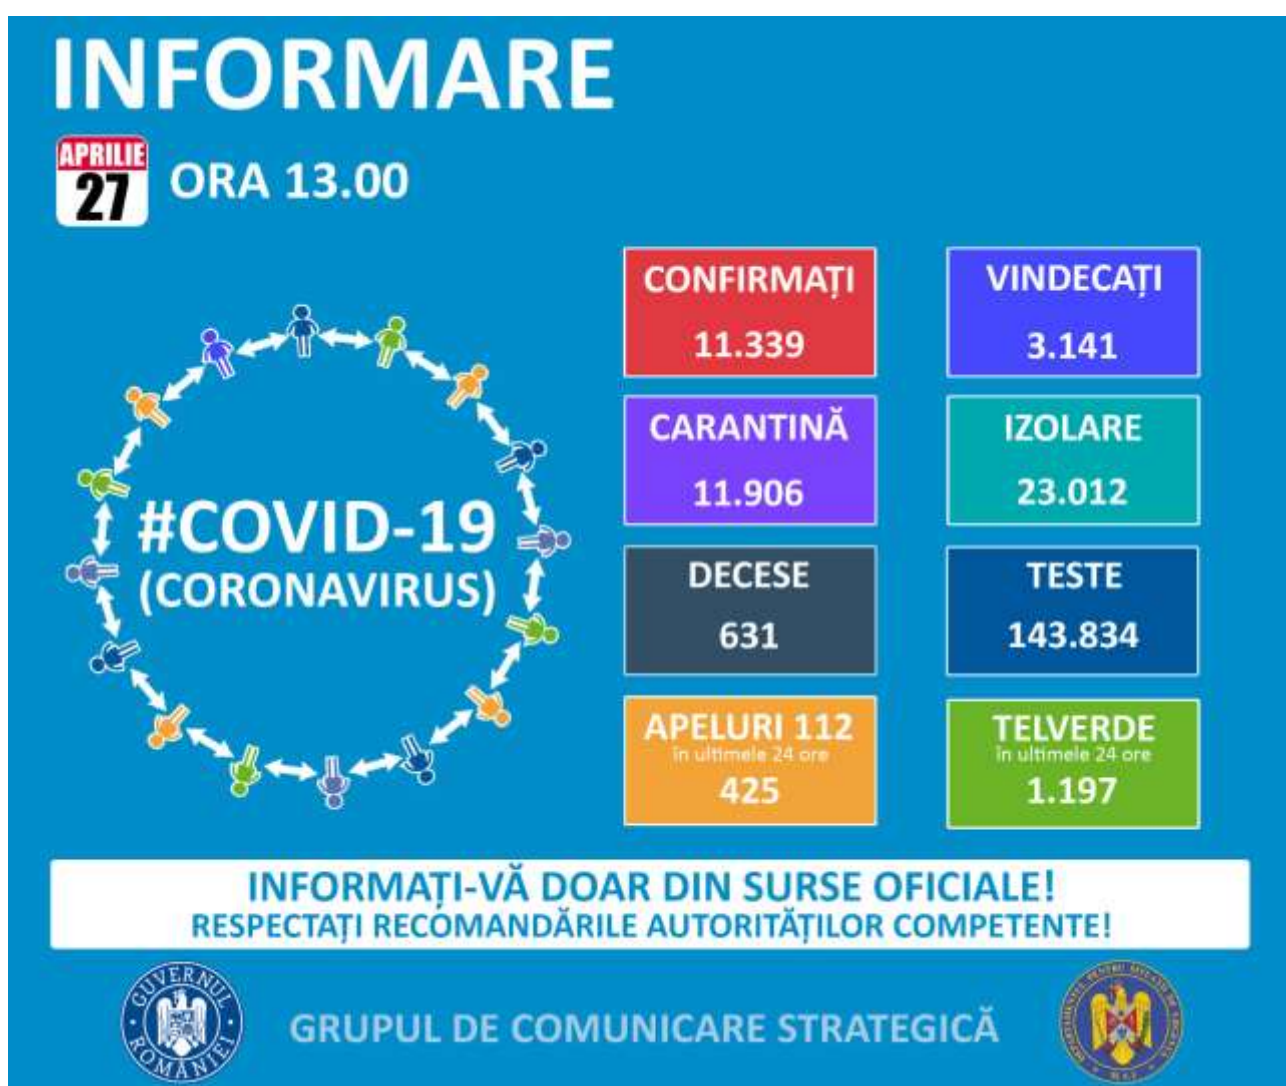 INFORMARE
APRILIE
27
ORA 13.00
CONFIRMAȚI
11.339
VINDECAȚI
3.141
CARANTINĂ
11.906
IZOLARE
23.012
#COVID-19
(CORONAVIRUS)
DECESE
631
TESTE
143.834
APELURI 112
în ultimele 24 ore
425
TELVERDE
în ultimele 24 ore
1.197
INFORMAȚI-VĂ DOAR DIN SURSE OFICIALE!
RESPECTAȚI RECOMANDĂRILE AUTORITĂȚILOR COMPETENTE!
GUVERNUL
ROMÂNIEI
GRUPUL DE COMUNICARE STRATEGICĂ